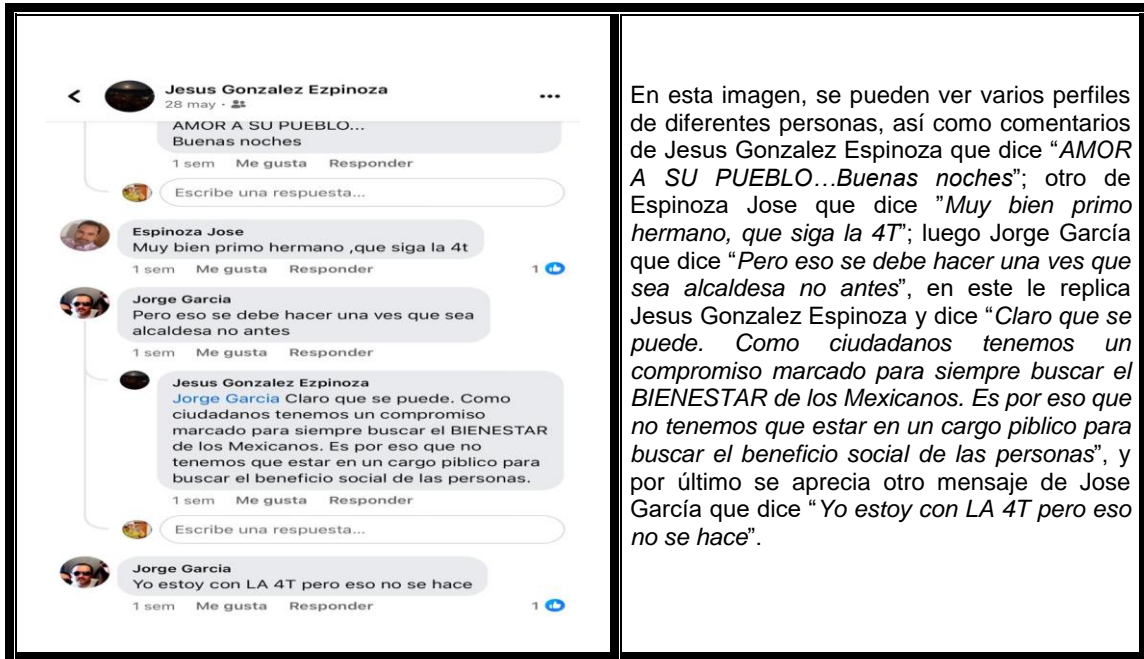 Jesus Gonzalez Ezpinoza
28 may ·
AMOR A SU PUEBLO...
Buenas noches
1 sem Me gusta Responder
Escribe una respuesta...
Espinoza Jose
Muy bien primo hermano ,que siga la 4t
1 sem Me gusta Responder 1
Jorge Garcia
Pero eso se debe hacer una ves que sea
alcaldesa no antes
1 sem Me gusta Responder
Jesus Gonzalez Ezpinoza
Jorge Garcia Claro que se puede. Como
ciudadanos tenemos un compromiso
marcado para siempre buscar el BIENESTAR
de los Mexicanos. Es por eso que no
tenemos que estar en un cargo piblico para
buscar el beneficio social de las personas.
1 sem Me gusta Responder
Escribe una respuesta...
Jorge Garcia
Yo estoy con LA 4T pero eso no se hace
1 sem Me gusta Responder 1
En esta imagen, se pueden ver varios perfiles
de diferentes personas, así como comentarios
de Jesus Gonzalez Espinoza que dice “AMOR
A SU PUEBLO…Buenas noches”; otro de
Espinoza Jose que dice ”Muy bien primo
hermano, que siga la 4T”; luego Jorge García
que dice “Pero eso se debe hacer una ves que
sea alcaldesa no antes”, en este le replica
Jesus Gonzalez Espinoza y dice “Claro que se
puede. Como ciudadanos tenemos un
compromiso marcado para siempre buscar el
BIENESTAR de los Mexicanos. Es por eso que
no tenemos que estar en un cargo piblico para
buscar el beneficio social de las personas”, y
por último se aprecia otro mensaje de Jose
García que dice “Yo estoy con LA 4T pero eso
no se hace”.